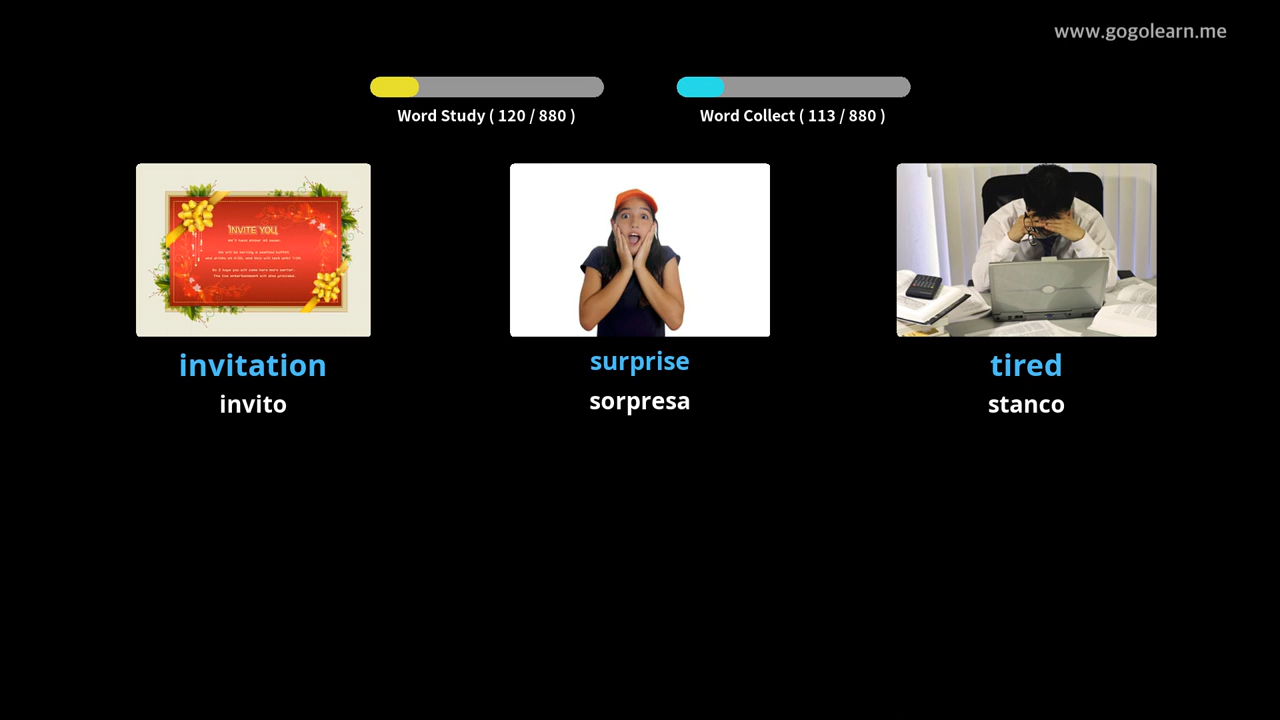 www.gogolearn.me
Word Study ( 120 / 880 )
Word Collect ( 113 / 880 )
INVITE YOU
invitation
surprise
tired
invito
sorpresa
stanco